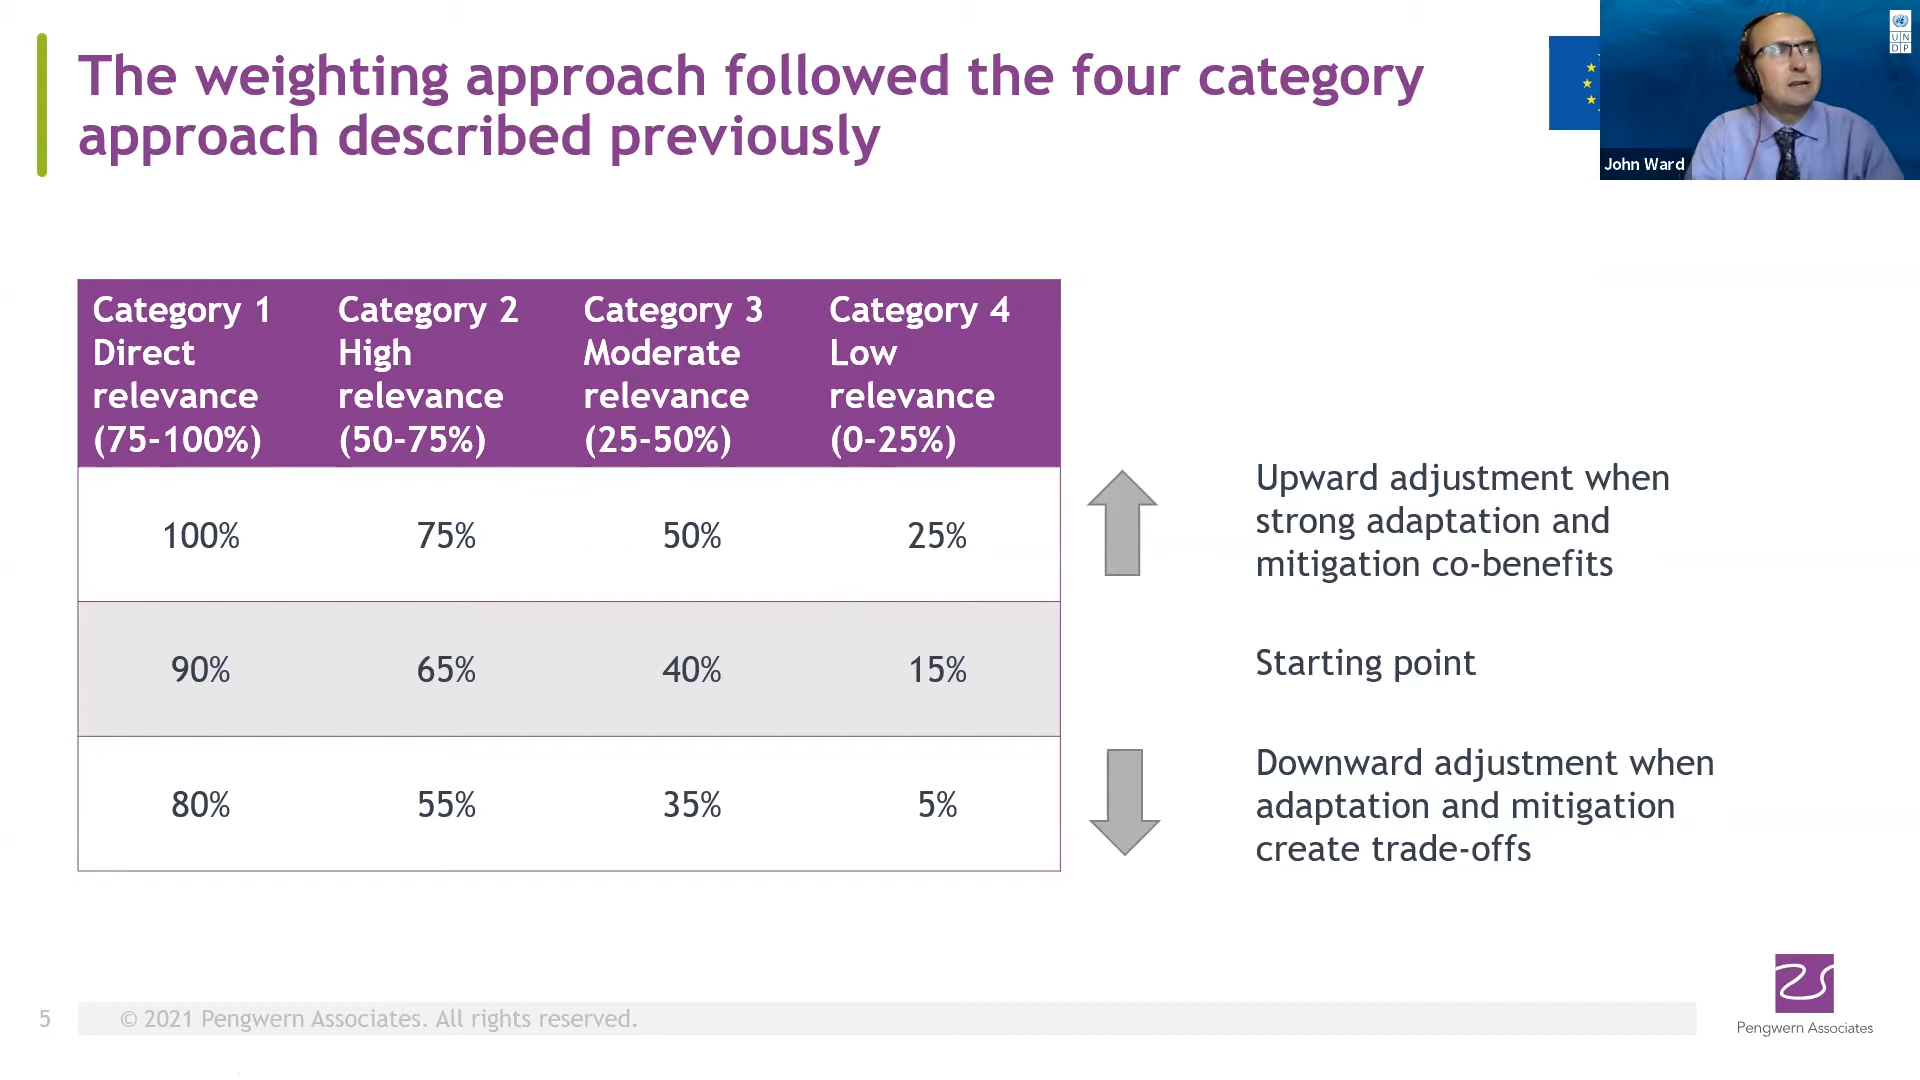 The weighting approach followed the four category
approach described previously
John Ward
U N
D P
Category 1
Direct
relevance
(75-100%)
Category 2
High
relevance
(50-75%)
Category 3
Moderate
relevance
(25-50%)
Category 4
Low
relevance
(0-25%)
100% 75% 50% 25%
90% 65% 40% 15%
80% 55% 35% 5%
Upward adjustment when
strong adaptation and
mitigation co-benefits
Starting point
Downward adjustment when
adaptation and mitigation
create trade-offs
5
© 2021 Pengwern Associates. All rights reserved.
Pengwern Associates